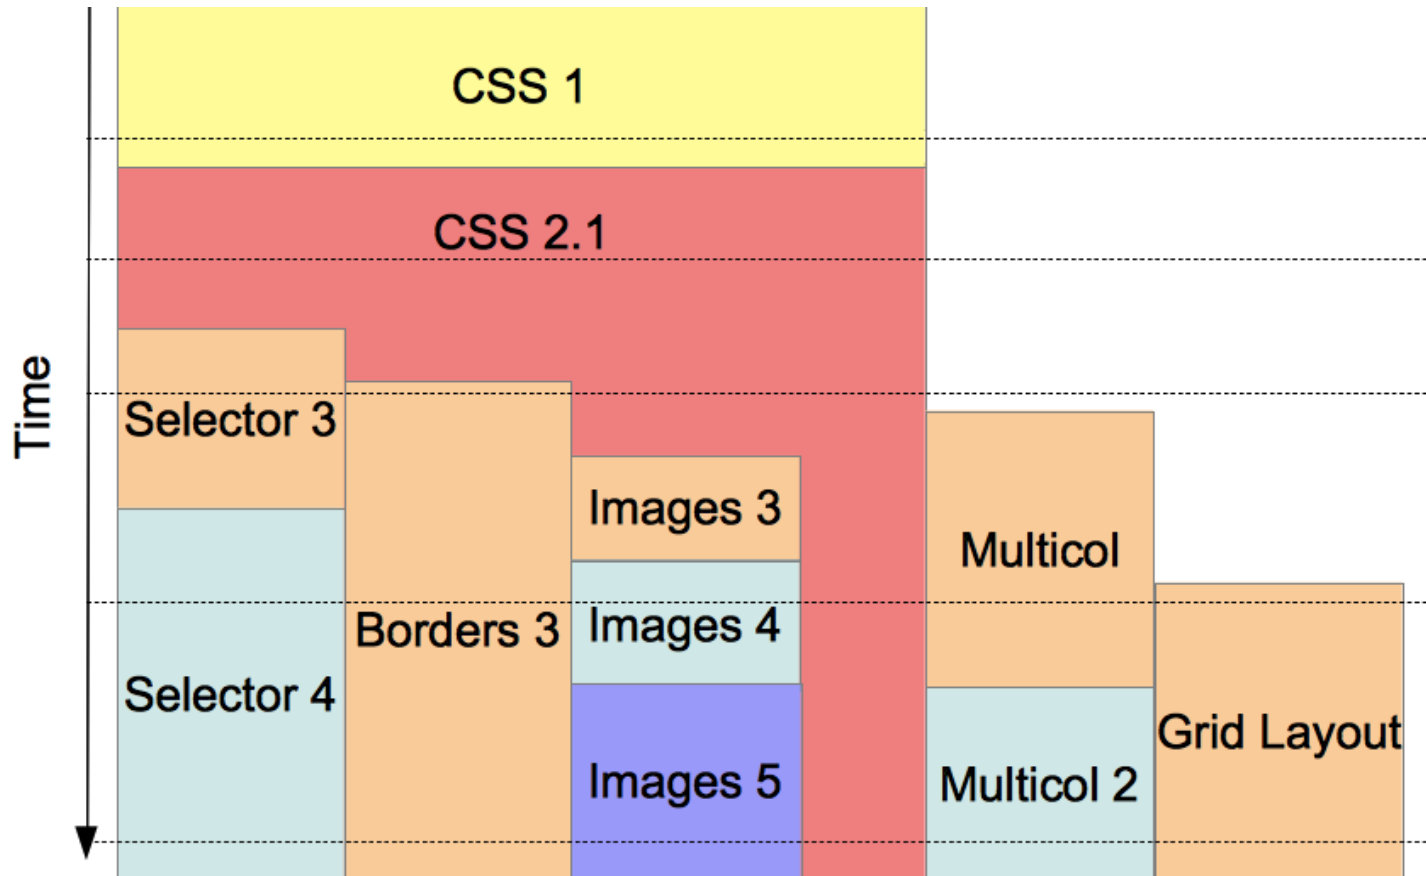 CSS 1
CSS 2.1
Time
Selector 3
Images 3
Multicol
Borders 3
Images 4
Selector 4
Grid Layout
Images 5
Multicol 2